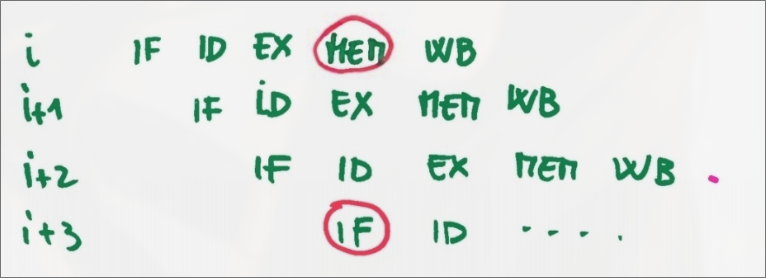 i IF ID EX MEM WB
i+1 IF ID EX MEM WB
i+2 IF ID EX MEM WB .
i+3 IF ID . . . .